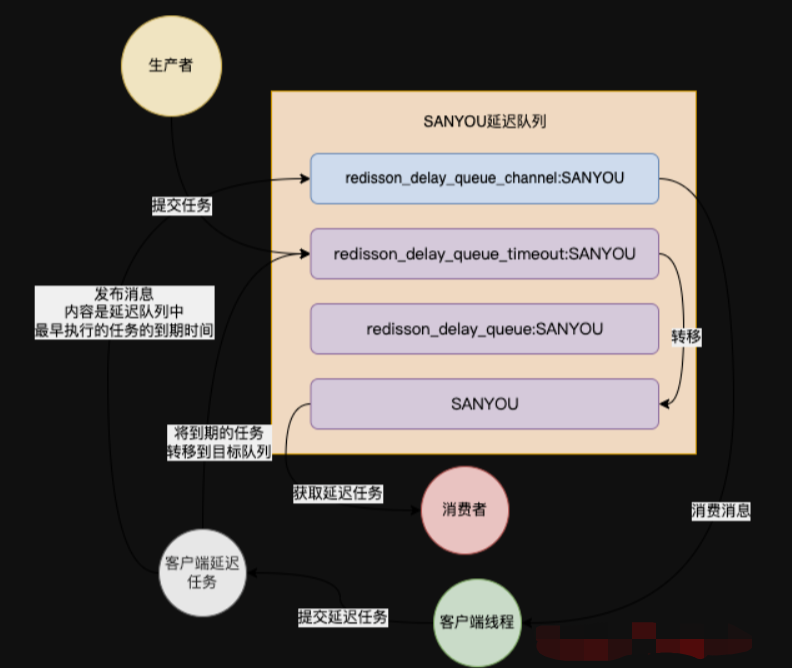 生产者
SANYOU延迟队列
redisson_delay_queue_channel:SANYOU
提交任务
redisson_delay_queue_timeout:SANYOU
发布消息
内容是延迟队列中
最早执行的任务的到期时间
redisson_delay_queue:SANYOU
转移
SANYOU
将到期的任务
转移到目标队列
获取延迟任务
消费者
消费消息
客户端延迟
任务
提交延迟任务
客户端线程